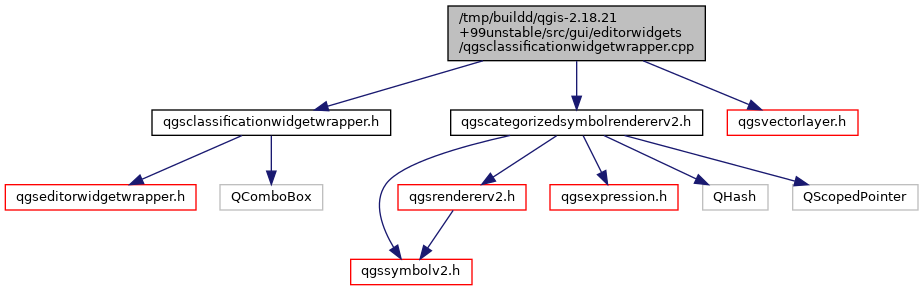 /tmp/buildd/qgis-2.18.21
+99unstable/src/gui/editorwidgets
/qgsclassificationwidgetwrapper.cpp
qgsclassificationwidgetwrapper.h
qgscategorizedsymbolrendererv2.h
qgsvectorlayer.h
qgseditorwidgetwrapper.h
QComboBox
qgsrendererv2.h
qgsexpression.h
QHash
QScopedPointer
qgssymbolv2.h